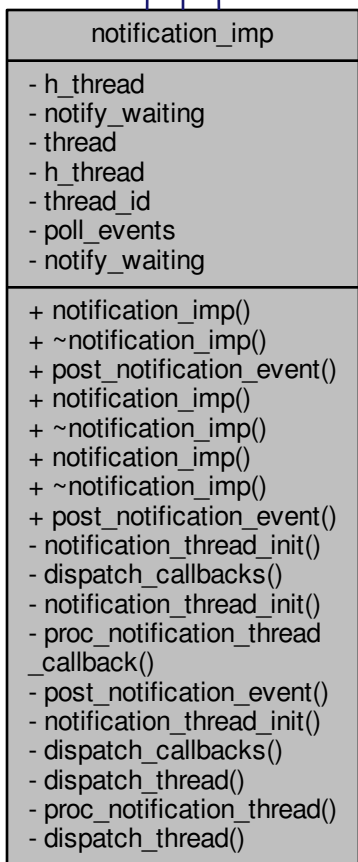 notification_imp
- h_thread
- notify_waiting
- thread
- h_thread
- thread_id
- poll_events
- notify_waiting
+ notification_imp()
+ ~notification_imp()
+ post_notification_event()
+ notification_imp()
+ ~notification_imp()
+ notification_imp()
+ ~notification_imp()
+ post_notification_event()
- notification_thread_init()
- dispatch_callbacks()
- notification_thread_init()
- proc_notification_thread
_callback()
- post_notification_event()
- notification_thread_init()
- dispatch_callbacks()
- dispatch_thread()
- proc_notification_thread()
- dispatch_thread()